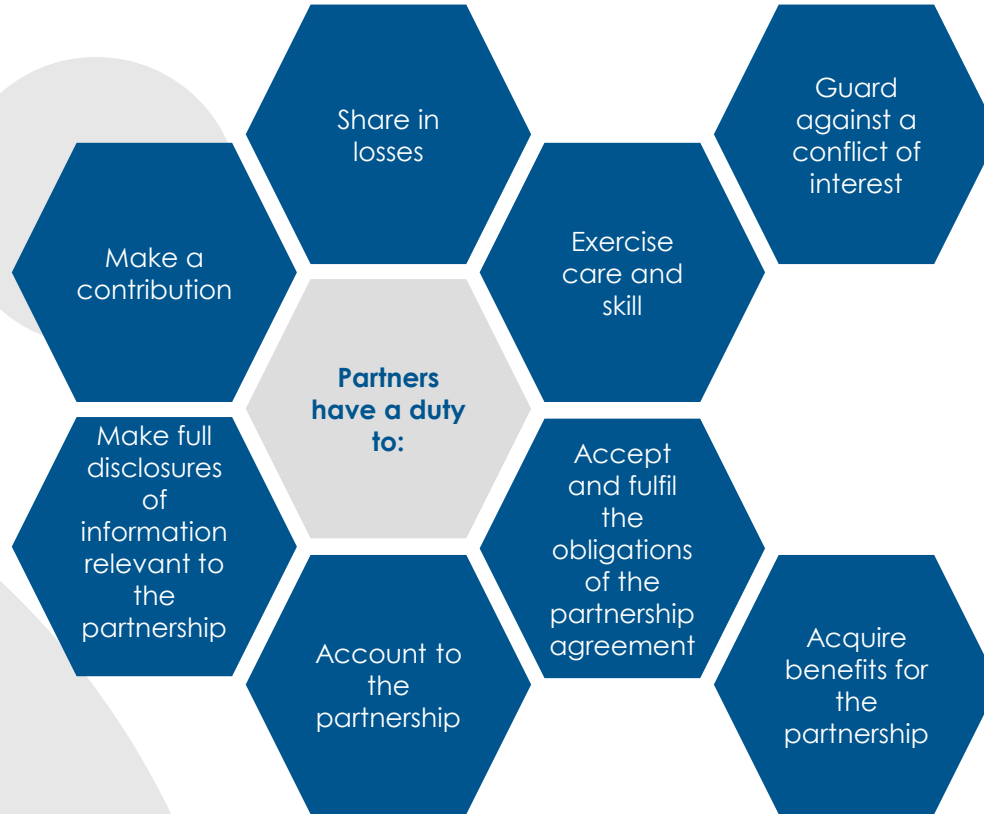 Share in
losses
Guard
against a
conflict of
interest
Make a
contribution
Exercise
care and
skill
Partners
have a duty
to:
Make full
disclosures
of
information
relevant to
the
partnership
Accept
and fulfil
the
obligations
of the
partnership
agreement
Account to
the
partnership
Acquire
benefits for
the
partnership